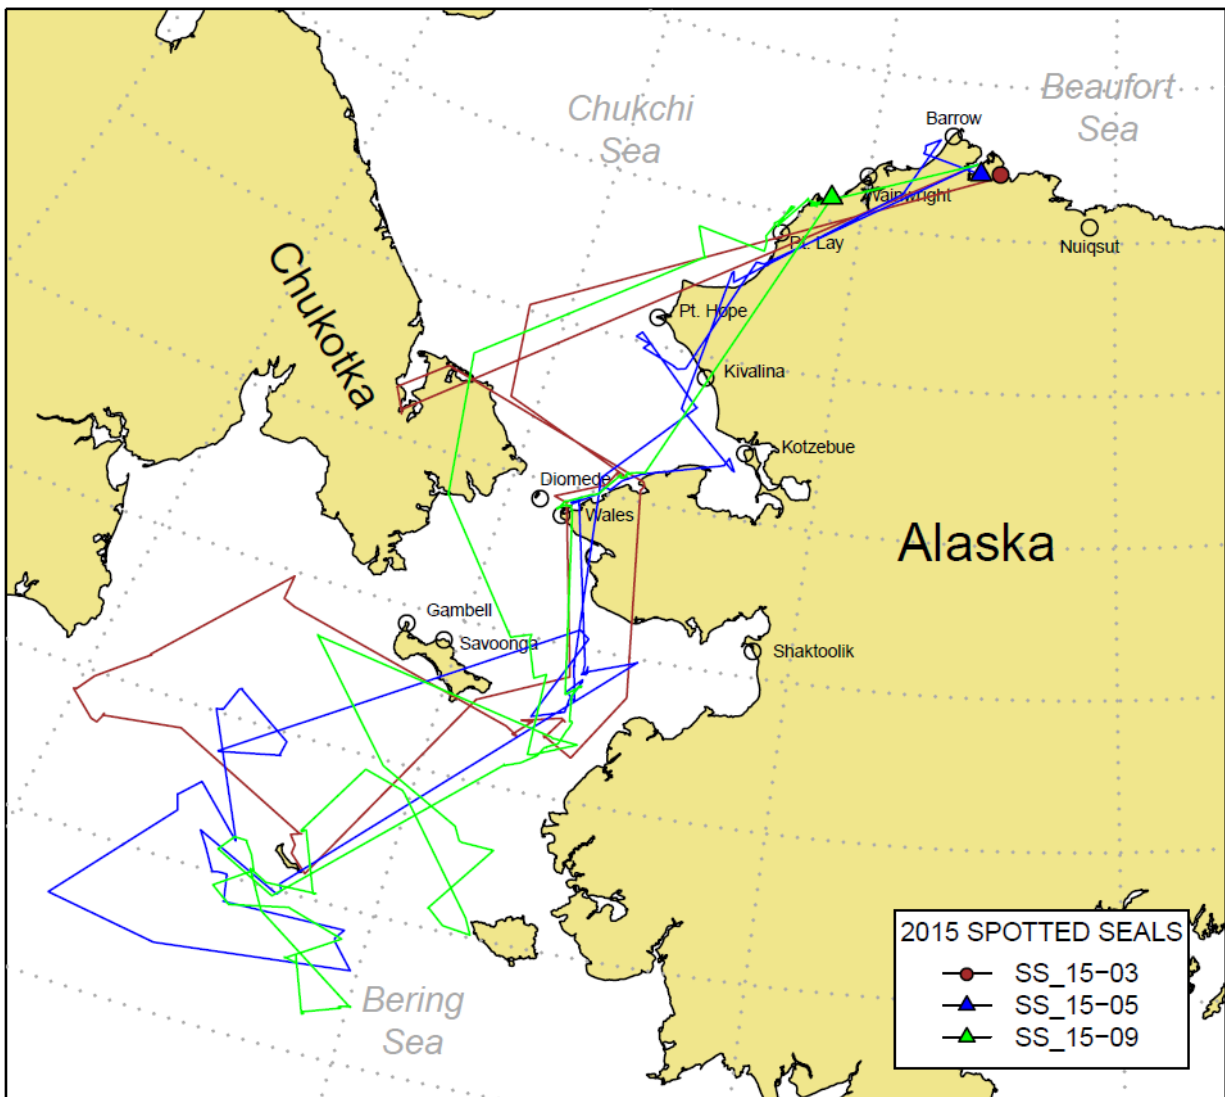 Beaufort
Sea
Chukchi
Sea
Barrow
Wainwright
Nuiqsut
Pt. Lay
Chukotka
Pt. Hope
Kivalina
Kotzebue
Diomede
Wales
Alaska
Gambell
Savoonga
Shaktoolik
Bering
Sea
2015 SPOTTED SEALS
SS_15-03
SS_15-05
SS_15-09